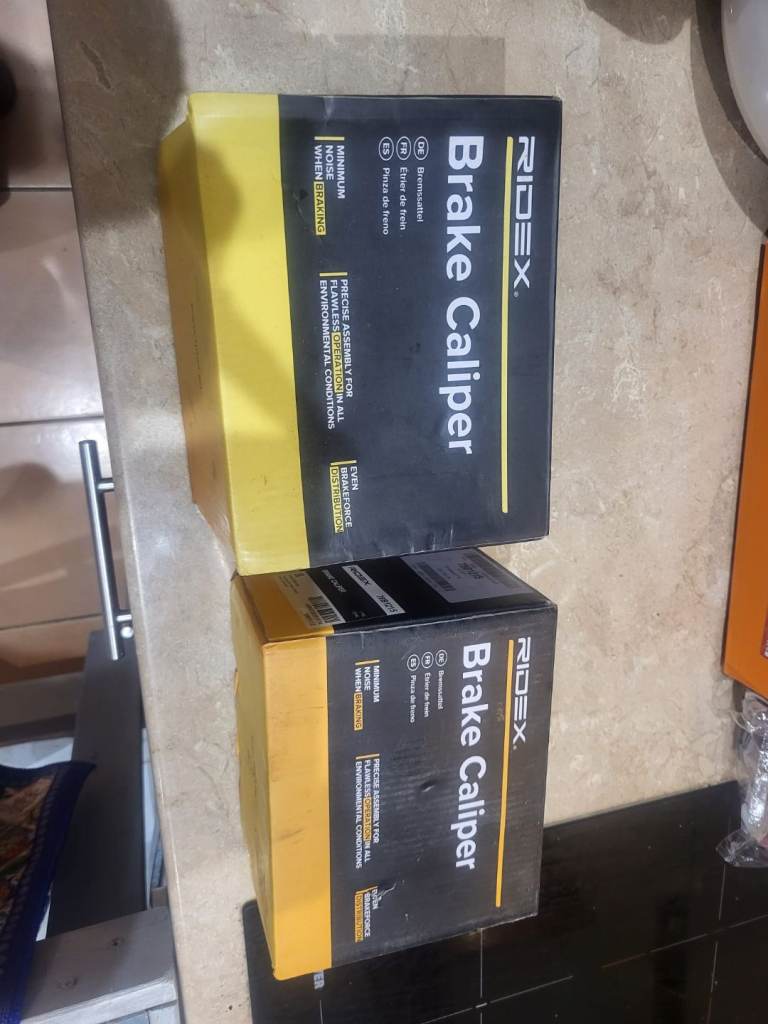 RIDEX®
Brake Caliper
DE Bremssattel
FR Étrier de frein
ES Pinza de freno
MINIMUM
NOISE
WHEN BRAKING
PRECISE ASSEMBLY FOR
FLAWLESS OPERATION IN ALL
ENVIRONMENTAL CONDITIONS
EVEN
BRAKEFORCE
DISTRIBUTION
RIDEX
RIDEX®
Brake Caliper
DE Bremssattel
FR Étrier de frein
ES Pinza de freno
MINIMUM
NOISE
WHEN BRAKING
PRECISE ASSEMBLY FOR
FLAWLESS OPERATION IN ALL
ENVIRONMENTAL CONDITIONS
EVEN
BRAKEFORCE
DISTRIBUTION